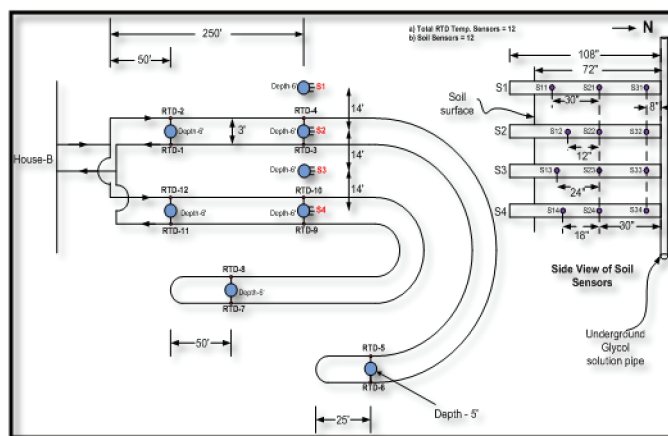 a) Total RTD Temp. Sensors = 12
b) Soil Sensors = 12
N
250'
50'
108"
72"
S1
S11
S21
S31
30"
8"
Soil
surface
S2
S12
S22
S32
12"
S3
S13
S23
S33
24"
S4
S14
S24
S34
18"
30"
Side View of Soil
Sensors
Underground
Glycol
solution pipe
Depth-6'
S1
14'
RTD-2
RTD-4
Depth-6'
3'
Depth-6'
S2
RTD-1
RTD-3
14'
House-B
Depth-6'
S3
14'
RTD-12
RTD-10
Depth-6'
Depth-6'
S4
RTD-11
RTD-9
RTD-8
Depth-6'
RTD-7
50'
RTD-5
RTD-6
25'
Depth - 5'